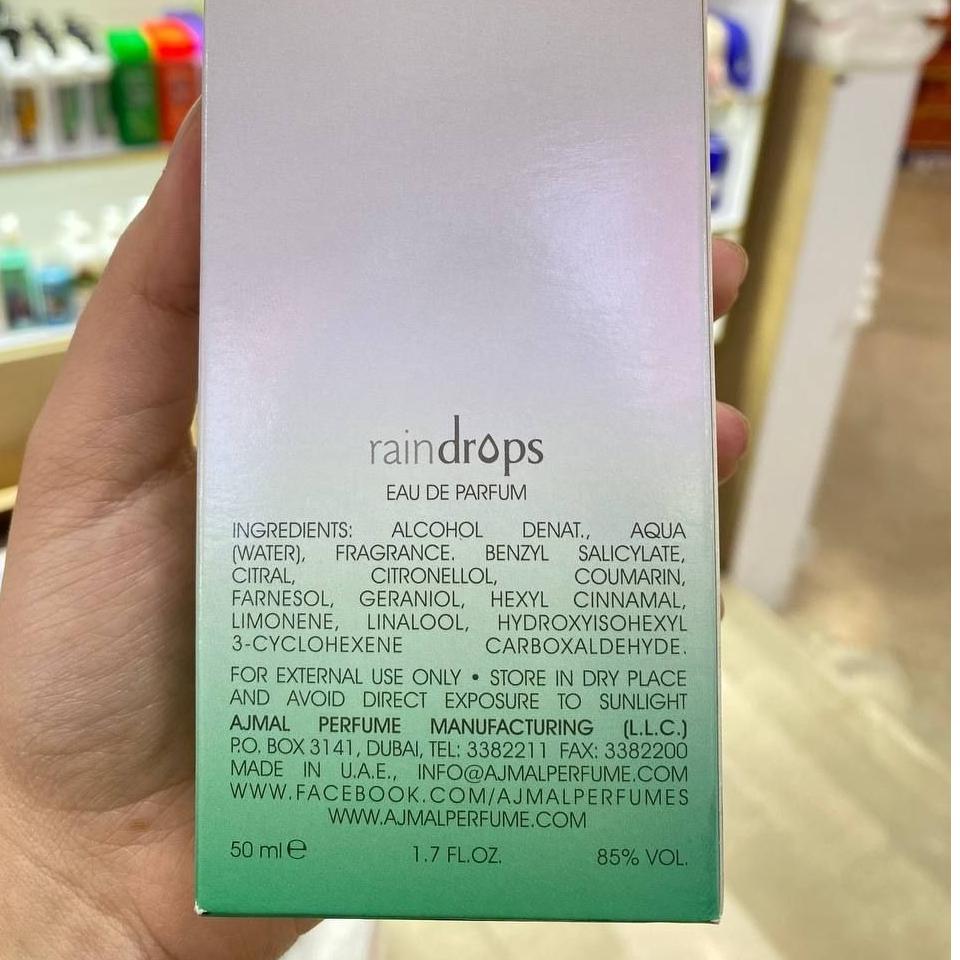 raindrops
EAU DE PARFUM
INGREDIENTS: ALCOHOL DENAT., AQUA
(WATER), FRAGRANCE. BENZYL SALICYLATE,
CITRAL, CITRONELLOL, COUMARIN,
FARNESOL, GERANIOL, HEXYL CINNAMAL,
LIMONENE, LINALOOL, HYDROXYISOHEXYL
3-CYCLOHEXENE CARBOXALDEHYDE.
FOR EXTERNAL USE ONLY • STORE IN DRY PLACE
AND AVOID DIRECT EXPOSURE TO SUNLIGHT
AJMAL PERFUME MANUFACTURING (L.L.C.)
P.O. BOX 3141, DUBAI, TEL: 3382211 FAX: 3382200
MADE IN U.A.E., INFO@AJMALPERFUME.COM
WWW.FACEBOOK.COM/AJMALPERFUMES
WWW.AJMALPERFUME.COM
50 ml ℮ 1.7 FL.OZ. 85% VOL.